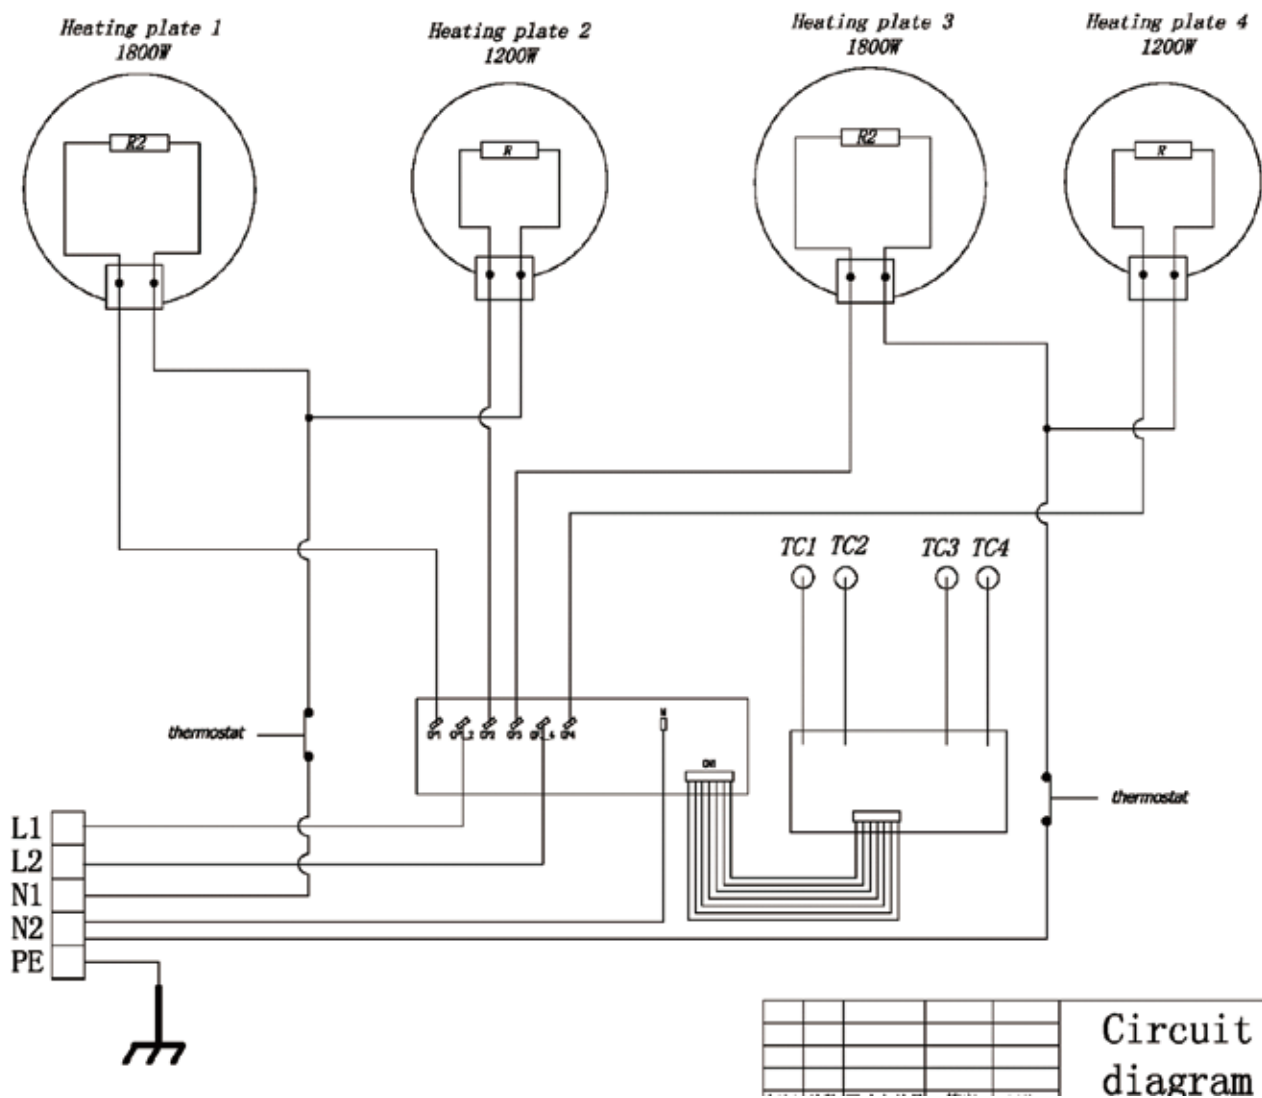 Heating plate 1
1800W
Heating plate 2
1200W
Heating plate 3
1800W
Heating plate 4
1200W
R2
R
R2
R
TC1 TC2 TC3 TC4
N
CN1
thermostat
thermostat
L1
L2
N1
N2
PE
Circuit
diagram